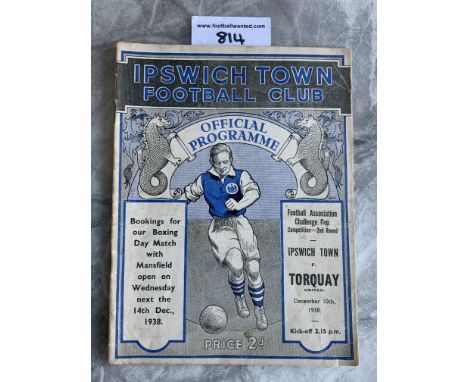 www.footballwanted.com
814
IPSWICH TOWN
FOOTBALL CLUB
OFFICIAL
PROGRAMME
Bookings for
our Boxing
Day Match
with
Mansfield
open on
Wednesday
next the
14th Dec.,
1938.
Football Association
Challenge Cup
Competition—2nd Round
IPSWICH TOWN
v.
TORQUAY
UNITED.
December 10th,
1938.
Kick-off 2.15 p.m.
PRICE 2d